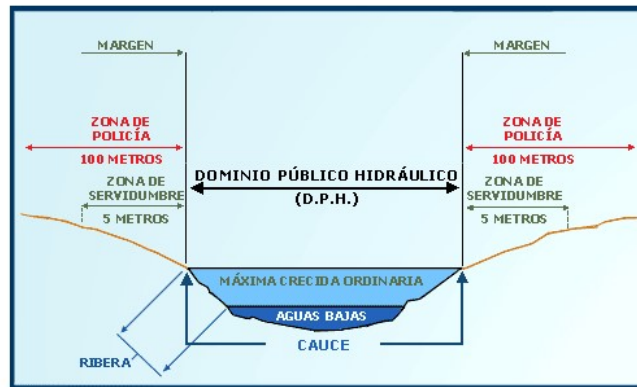 MARGEN
MARGEN
ZONA DE
POLICÍA
100 METROS
ZONA DE
POLICÍA
100 METROS
DOMINIO PÚBLICO HIDRÁULICO
(D.P.H.)
ZONA DE
SERVIDUMBRE
5 METROS
ZONA DE
SERVIDUMBRE
5 METROS
MÁXIMA CRECIDA ORDINARIA
AGUAS BAJAS
CAUCE
RIBERA